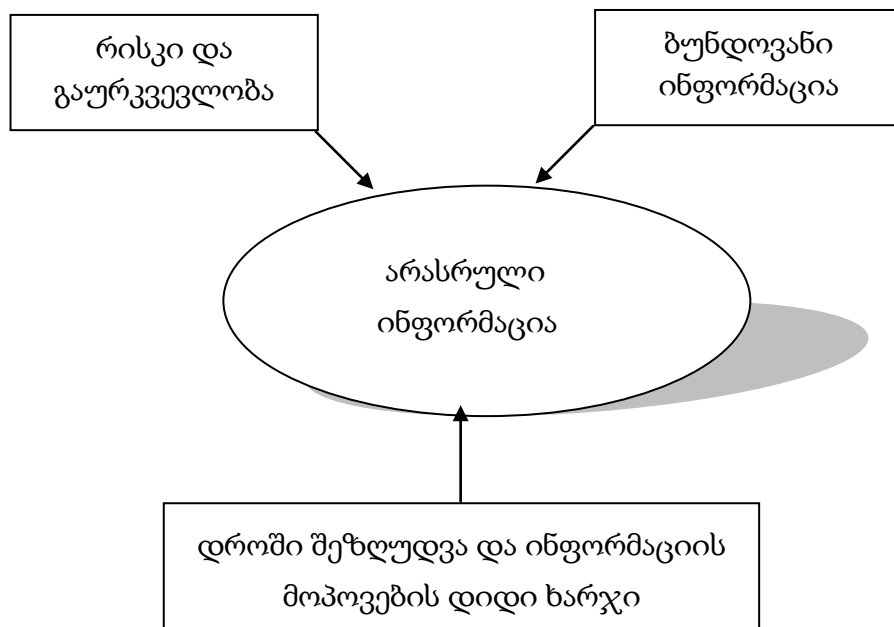 რისკი და
გაურკვევლობა
ბუნდოვანი
ინფორმაცია
არასრული
ინფორმაცია
დროში შეზღუდვა და ინფორმაციის
მოპოვების დიდი ხარჯი